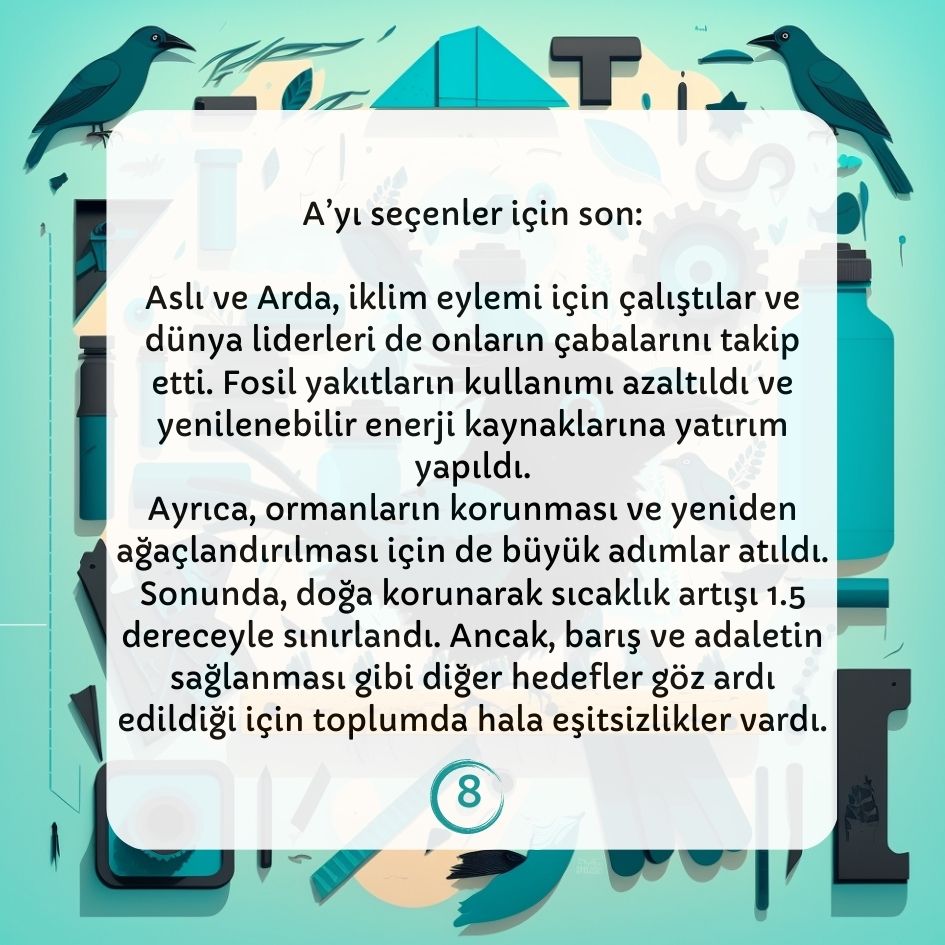 A’yı seçenler için son:
Aslı ve Arda, iklim eylemi için çalıştılar ve
dünya liderleri de onların çabalarını takip
etti. Fosil yakıtların kullanımı azaltıldı ve
yenilenebilir enerji kaynaklarına yatırım
yapıldı.
Ayrıca, ormanların korunması ve yeniden
ağaçlandırılması için de büyük adımlar atıldı.
Sonunda, doğa korunarak sıcaklık artışı 1.5
dereceyle sınırlandı. Ancak, barış ve adaletin
sağlanması gibi diğer hedefler göz ardı
edildiği için toplumda hala eşitsizlikler vardı.
8